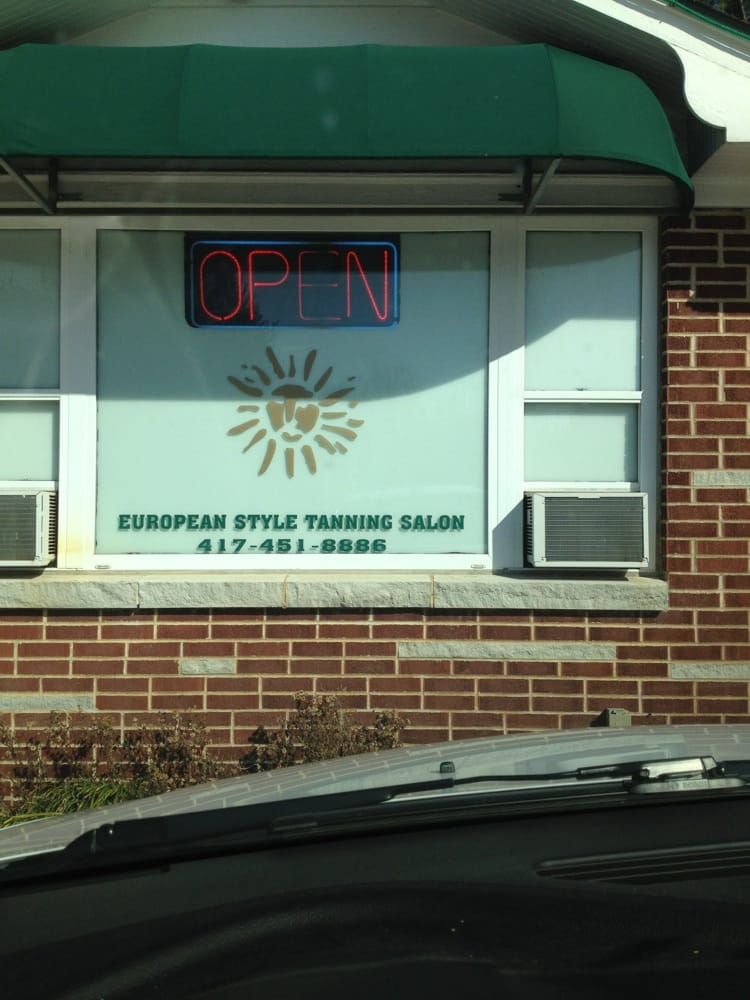 OPEN
EUROPEAN STYLE TANNING SALON
417-451-8886